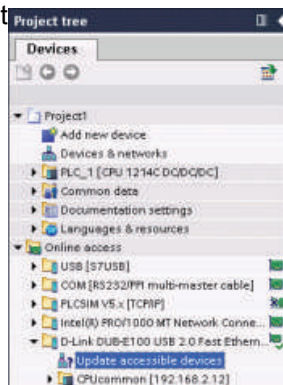 t
Project tree
Devices
Project1
Add new device
Devices & networks
PLC_1 [CPU 1214C DC/DC/DC]
Common data
Documentation settings
Languages & resources
Online access
USB [S7USB]
COM [RS232/PPI multi-master cable]
PLCSIM V5.x [TCPIP]
Intel(R) PRO/1000 MT Network Conne...
D-Link DUB-E100 USB 2.0 Fast Ethern...
Update accessible devices
CPUcommon [192.168.2.12]